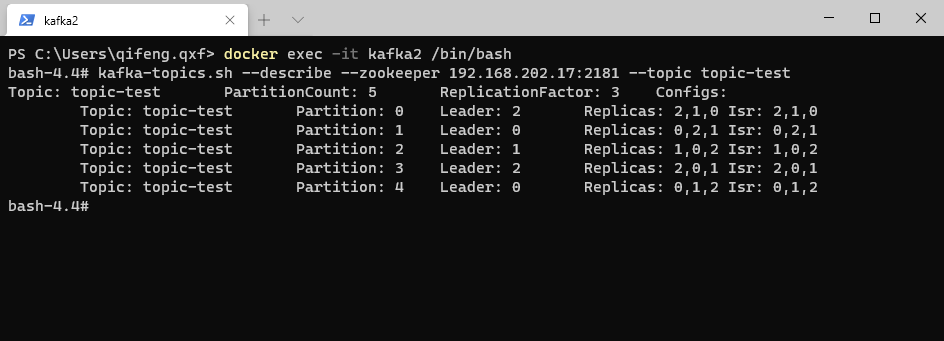 kafka2
PS C:\Users\qifeng.qxf> docker exec -it kafka2 /bin/bash
bash-4.4# kafka-topics.sh --describe --zookeeper 192.168.202.17:2181 --topic topic-test
Topic: topic-test PartitionCount: 5 ReplicationFactor: 3 Configs:
Topic: topic-test Partition: 0 Leader: 2 Replicas: 2,1,0 Isr: 2,1,0
Topic: topic-test Partition: 1 Leader: 0 Replicas: 0,2,1 Isr: 0,2,1
Topic: topic-test Partition: 2 Leader: 1 Replicas: 1,0,2 Isr: 1,0,2
Topic: topic-test Partition: 3 Leader: 2 Replicas: 2,0,1 Isr: 2,0,1
Topic: topic-test Partition: 4 Leader: 0 Replicas: 0,1,2 Isr: 0,1,2
bash-4.4#